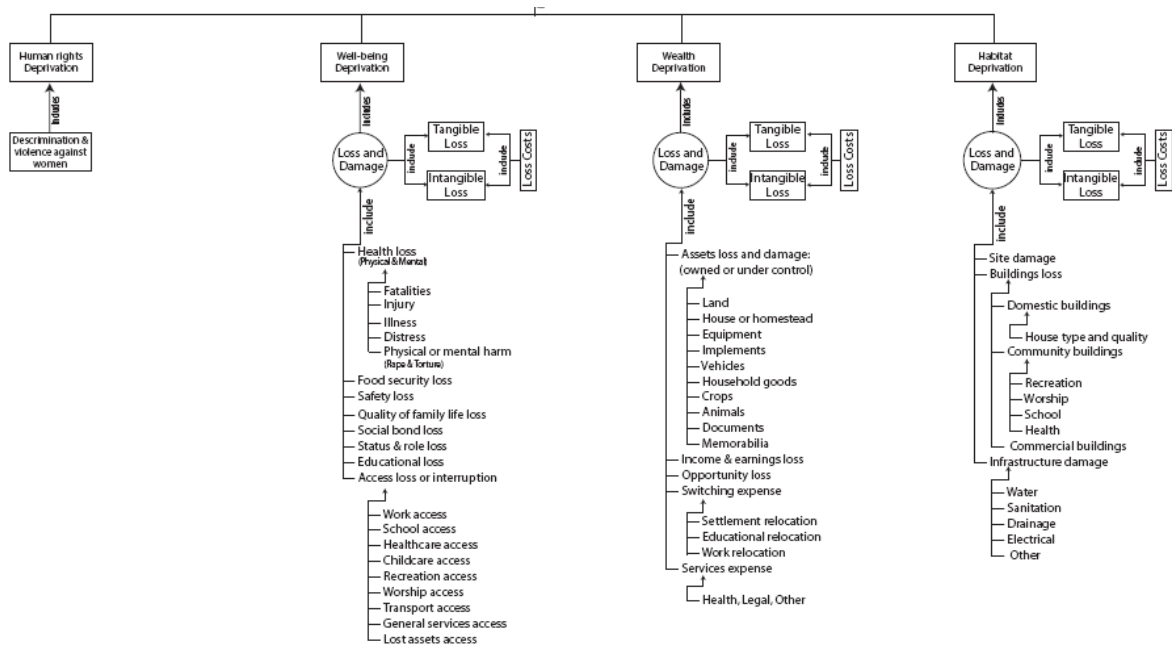 Human rights
Deprivation
includes
Descrimination &
violence against
women
Well-being
Deprivation
includes
Loss and
Damage
include
Tangible
Loss
Intangible
Loss
include
Loss Costs
include
Health loss
(Physical & Mental)
Fatalities
Injury
Illness
Distress
Physical or mental harm
(Rape & Torture)
Food security loss
Safety loss
Quality of family life loss
Social bond loss
Status & role loss
Educational loss
Access loss or interruption
Work access
School access
Healthcare access
Childcare access
Recreation access
Worship access
Transport access
General services access
Lost assets access
Wealth
Deprivation
includes
Loss and
Damage
include
Tangible
Loss
Intangible
Loss
include
Loss Costs
include
Assets loss and damage:
(owned or under control)
Land
House or homestead
Equipment
Implements
Vehicles
Household goods
Crops
Animals
Documents
Memorabilia
Income & earnings loss
Opportunity loss
Switching expense
Settlement relocation
Educational relocation
Work relocation
Services expense
Health, Legal, Other
Habitat
Deprivation
includes
Loss and
Damage
include
Tangible
Loss
Intangible
Loss
include
Loss Costs
include
Site damage
Buildings loss
Domestic buildings
House type and quality
Community buildings
Recreation
Worship
School
Health
Commercial buildings
Infrastructure damage
Water
Sanitation
Drainage
Electrical
Other